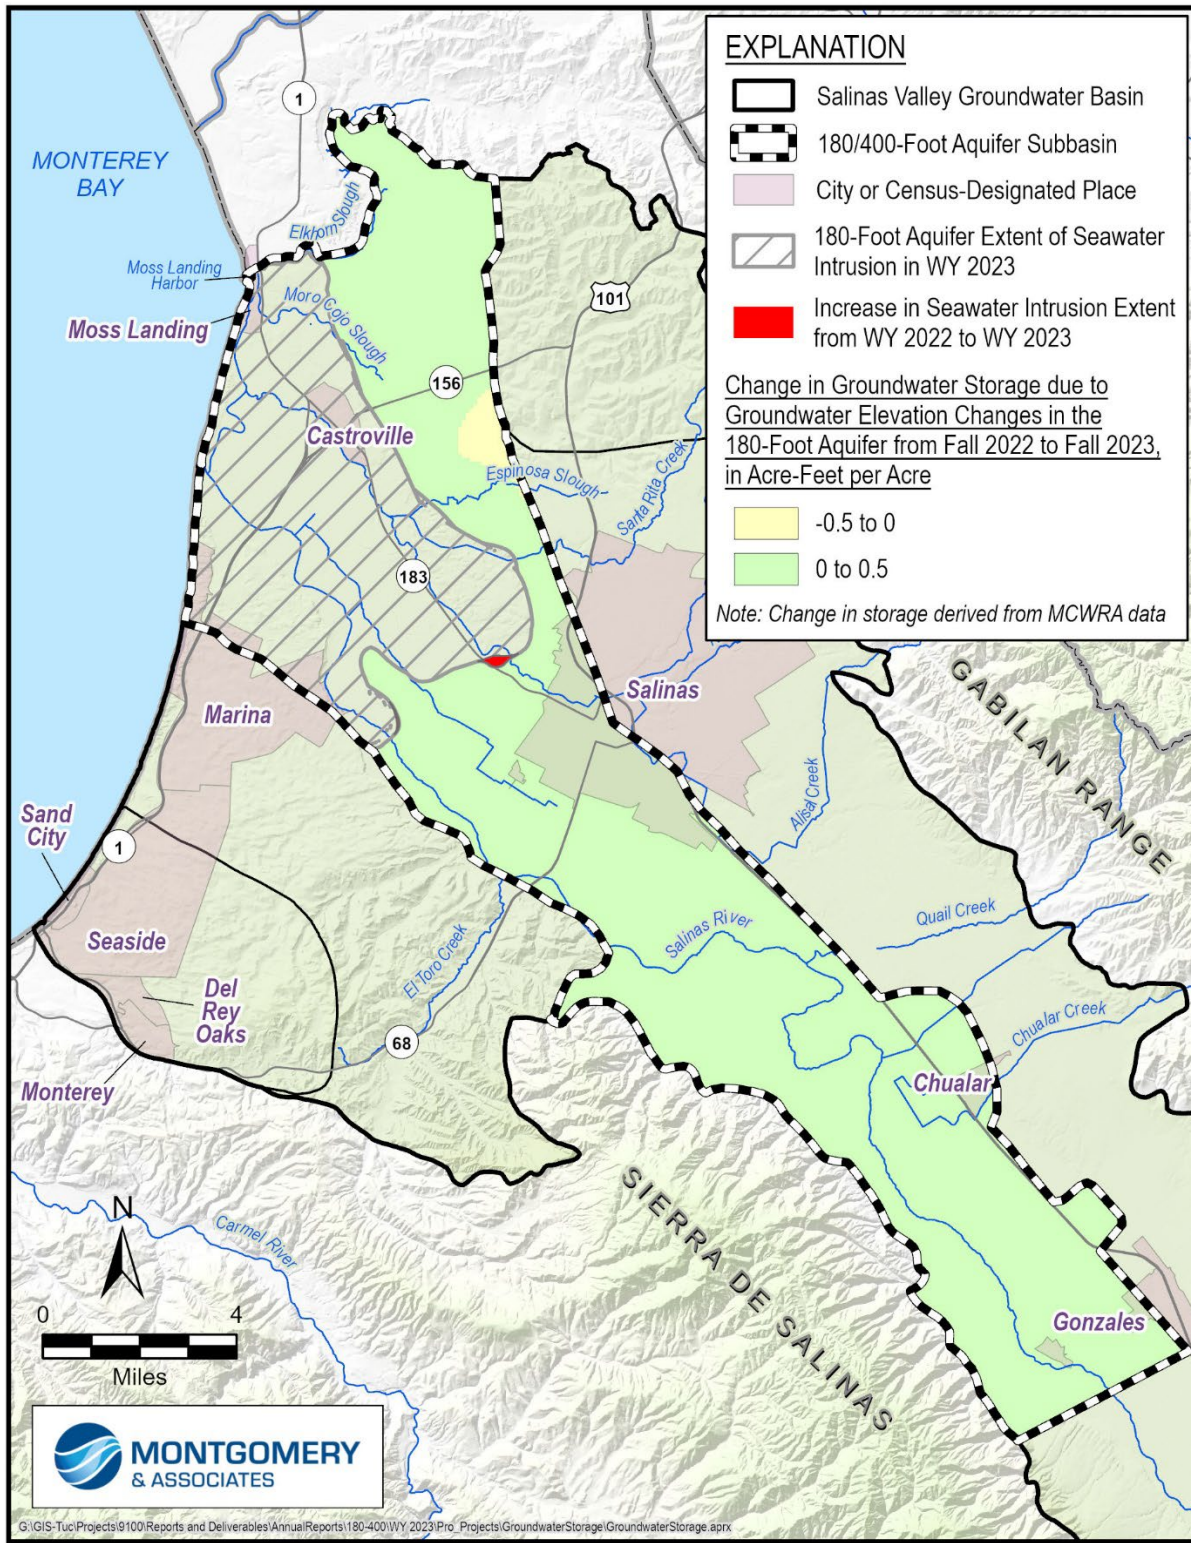 EXPLANATION
Salinas Valley Groundwater Basin
180/400-Foot Aquifer Subbasin
City or Census-Designated Place
180-Foot Aquifer Extent of Seawater
Intrusion in WY 2023
Increase in Seawater Intrusion Extent
from WY 2022 to WY 2023
Change in Groundwater Storage due to
Groundwater Elevation Changes in the
180-Foot Aquifer from Fall 2022 to Fall 2023,
in Acre-Feet per Acre
-0.5 to 0
0 to 0.5
Note: Change in storage derived from MCWRA data
1
MONTEREY
BAY
Elkhorn Slough
Moss Landing
Harbor
Moss Landing
Moro Cojo Slough
101
156
Castroville
Espinosa Slough
Santa Rita Creek
183
Salinas
Marina
GABILAN RANGE
Alisal Creek
Sand
City
1
Seaside
Del
Rey
Oaks
Monterey
El Toro Creek
68
Salinas River
Quail Creek
Chualar Creek
Chualar
SIERRA DE SALINAS
Gonzales
Carmel River
N
0 4
Miles
MONTGOMERY
& ASSOCIATES
G:\GIS-Tuc\Projects\9100\Reports and Deliverables\AnnualReports\180-400\WY 2023\Pro_Projects\GroundwaterStorage\GroundwaterStorage.aprx